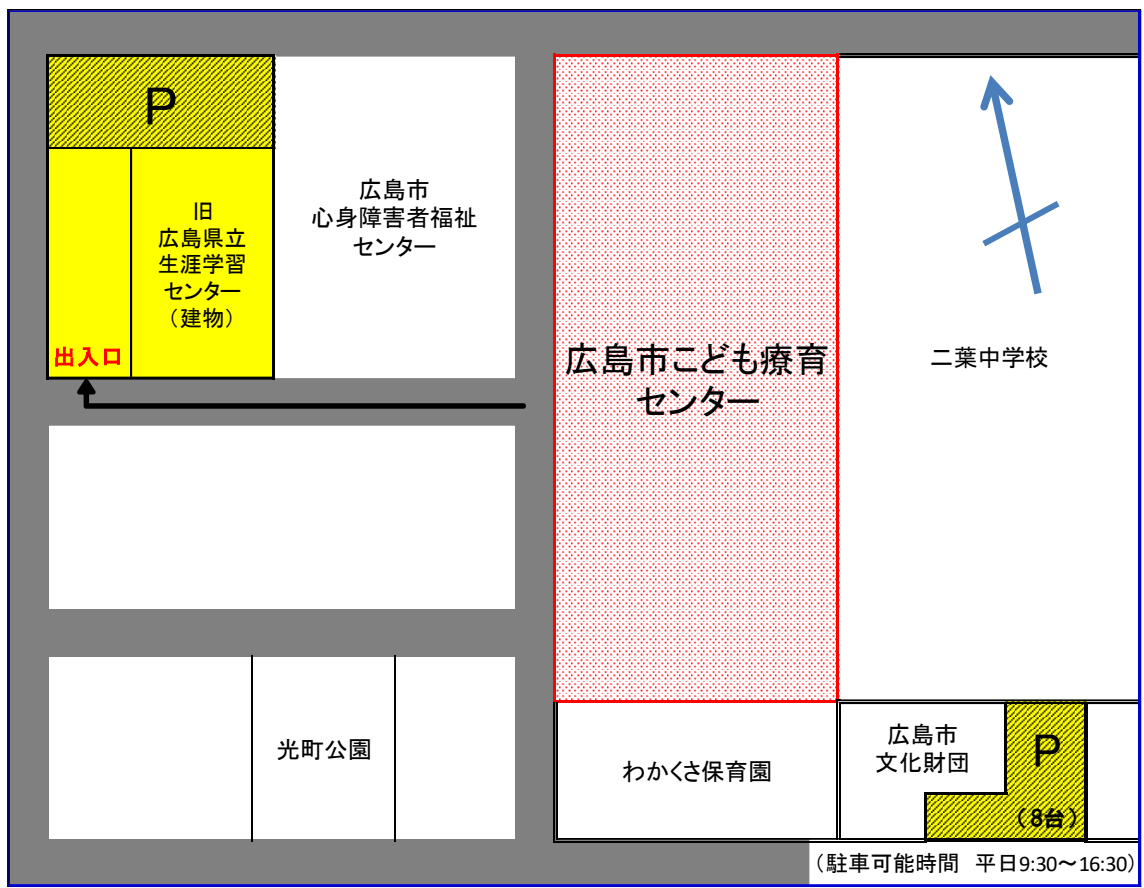 P
旧
広島県立
生涯学習
センター
（建物）
出入口
広島市
心身障害者福祉
センター
広島市こども療育
センター
二葉中学校
光町公園
わかくさ保育園
広島市
文化財団
P
（8台）
（駐車可能時間　平日9:30～16:30）